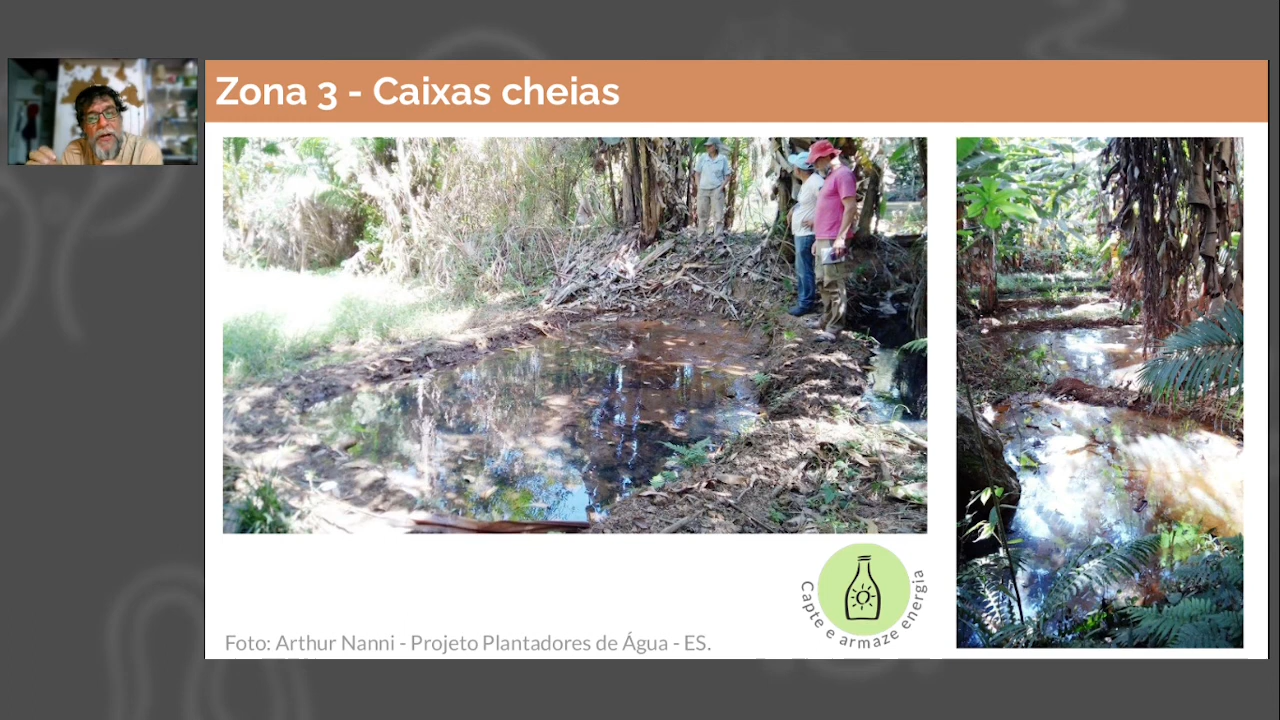 Zona 3 - Caixas cheias
Capte e armaze energia
Foto: Arthur Nanni - Projeto Plantadores de Água - ES.